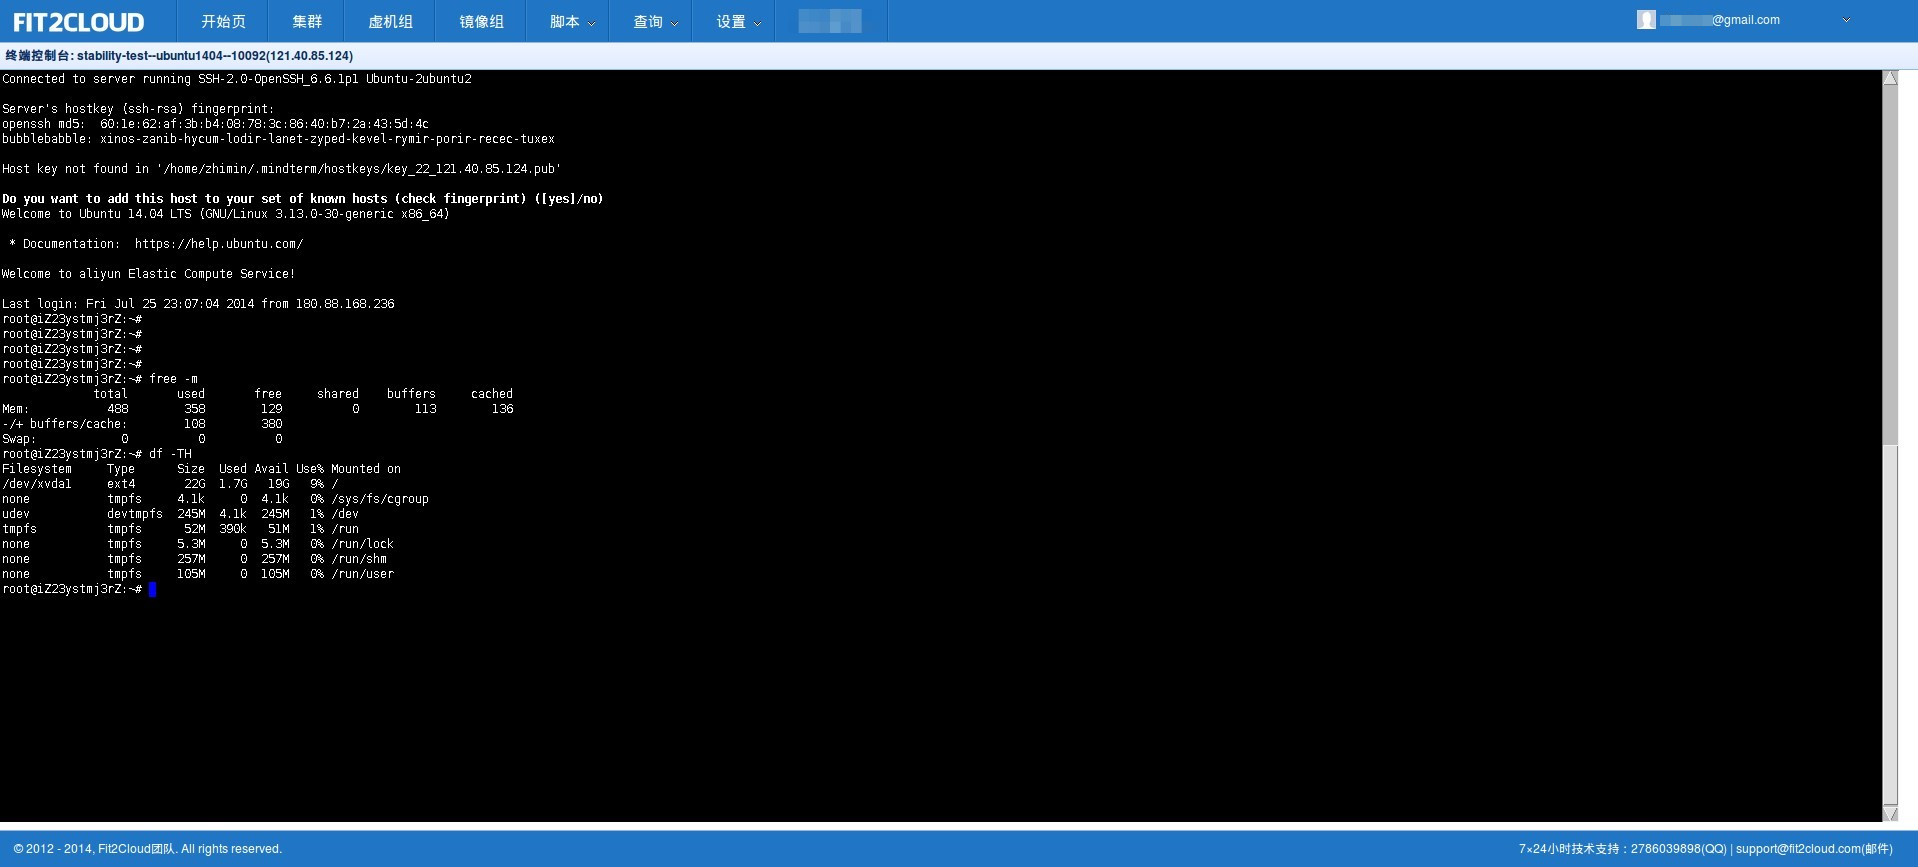 FIT2CLOUD 开始页 集群 虚机组 镜像组 脚本 查询 设置 @gmail.com
终端控制台: stability-test--ubuntu1404--10092(121.40.85.124)
Connected to server running SSH-2.0-OpenSSH_6.6.1p1 Ubuntu-2ubuntu2
Server's hostkey (ssh-rsa) fingerprint:
openssh md5:  60:1e:62:af:3b:b4:08:78:3c:86:40:b7:2a:43:5d:4c
bubblebabble: xinos-zanib-hycum-lodir-lanet-zyped-kevel-rymir-porir-recec-tuxex
Host key not found in '/home/zhimin/.mindterm/hostkeys/key_22_121.40.85.124.pub'
Do you want to add this host to your set of known hosts (check fingerprint) ([yes]/no)
Welcome to Ubuntu 14.04 LTS (GNU/Linux 3.13.0-30-generic x86_64)
 * Documentation:  https://help.ubuntu.com/
Welcome to aliyun Elastic Compute Service!
Last login: Fri Jul 25 23:07:04 2014 from 180.88.168.236
root@iZ23ystmj3rZ:~#
root@iZ23ystmj3rZ:~#
root@iZ23ystmj3rZ:~#
root@iZ23ystmj3rZ:~#
root@iZ23ystmj3rZ:~# free -m
             total       used       free     shared    buffers     cached
Mem:           488        358        129          0        113        136
-/+ buffers/cache:        108        380
Swap:            0          0          0
root@iZ23ystmj3rZ:~# df -TH
Filesystem     Type      Size  Used Avail Use% Mounted on
/dev/xvda1     ext4       22G  1.7G   19G   9% /
none           tmpfs     4.1k     0  4.1k   0% /sys/fs/cgroup
udev           devtmpfs  245M  4.1k  245M   1% /dev
tmpfs          tmpfs      52M  390k   51M   1% /run
none           tmpfs     5.3M     0  5.3M   0% /run/lock
none           tmpfs     257M     0  257M   0% /run/shm
none           tmpfs     105M     0  105M   0% /run/user
root@iZ23ystmj3rZ:~#
© 2012 - 2014, Fit2Cloud团队. All rights reserved. 7×24小时技术支持：2786039898(QQ) | support@fit2cloud.com(邮件)